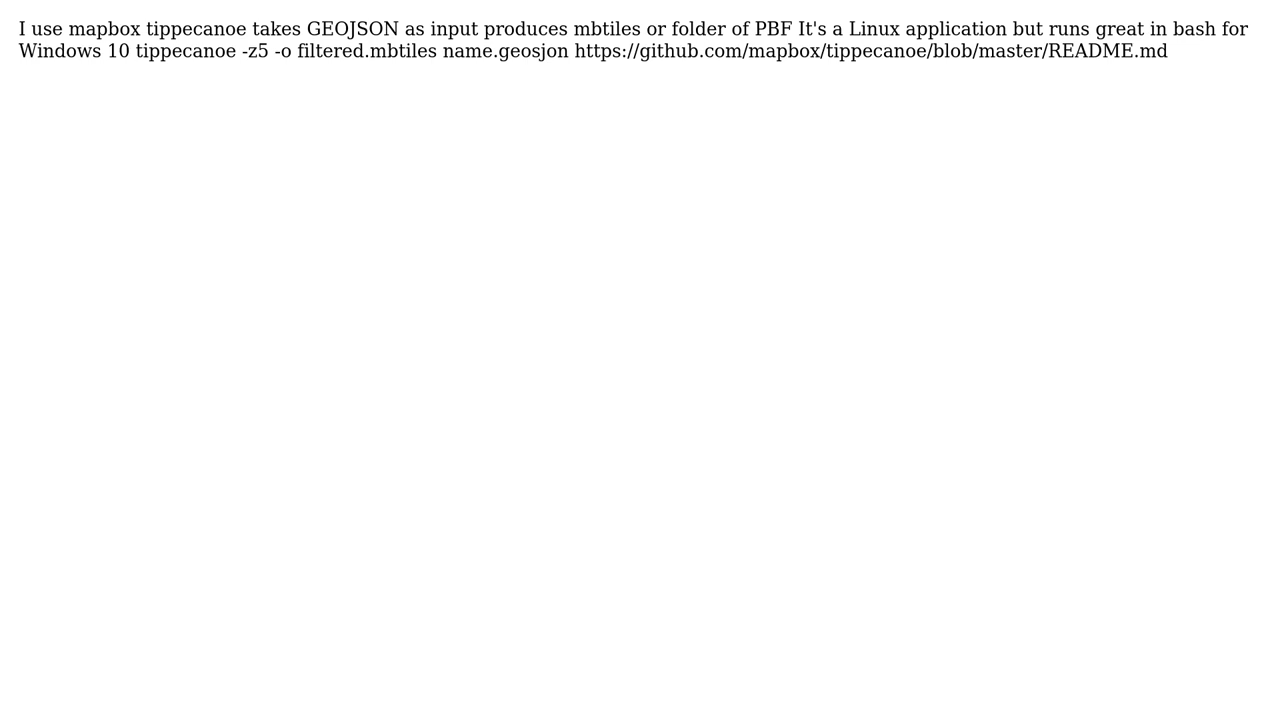 I use mapbox tippecanoe takes GEOJSON as input produces mbtiles or folder of PBF It's a Linux application but runs great in bash for
Windows 10 tippecanoe -z5 -o filtered.mbtiles name.geosjon https://github.com/mapbox/tippecanoe/blob/master/README.md